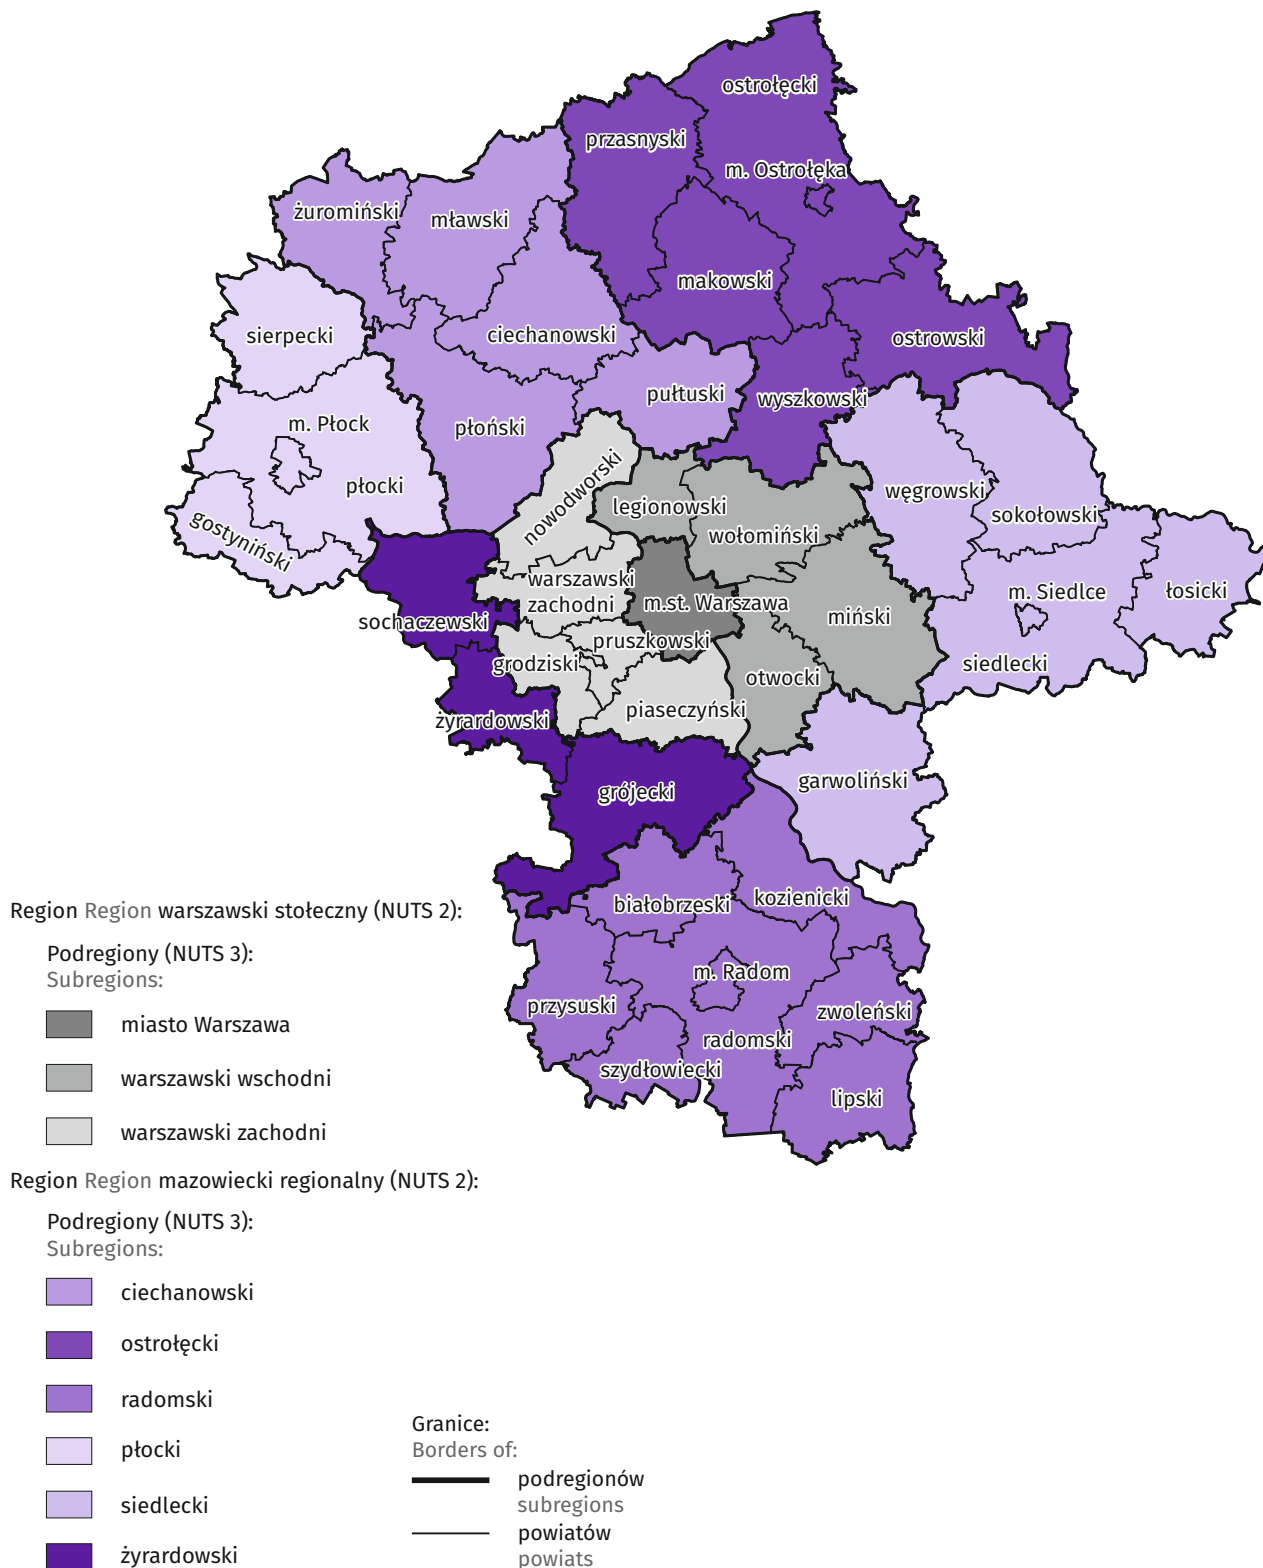 ostrołęcki
przasnyski
m. Ostrołęka
żuromiński
mławski
makowski
sierpecki
ciechanowski
ostrowski
pułtuski
wyszkowski
m. Płock
płoński
płocki
nowodworski
legionowski
węgrowski
sokołowski
gostyniński
wołomiński
warszawski
zachodni
m.st. Warszawa
m. Siedlce
łosicki
sochaczewski
miński
pruszkowski
grodziski
siedlecki
otwocki
żyrardowski
piaseczyński
grójecki
garwoliński
białobrzeski
kozienicki
m. Radom
przysuski
zwoleński
radomski
szydłowiecki
lipski
Region Region warszawski stołeczny (NUTS 2):
Podregiony (NUTS 3):
Subregions:
miasto Warszawa
warszawski wschodni
warszawski zachodni
Region Region mazowiecki regionalny (NUTS 2):
Podregiony (NUTS 3):
Subregions:
ciechanowski
ostrołęcki
radomski
płocki
siedlecki
żyrardowski
Granice:
Borders of:
podregionów
subregions
powiatów
powiats